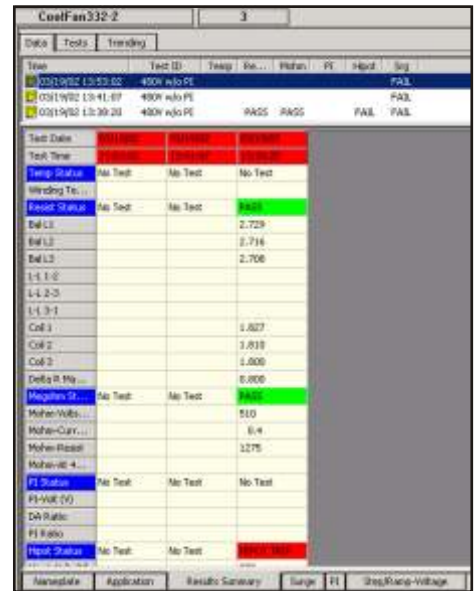 CoolFan332-2 3
Data Tests Trending
Time Test ID Temp Re... Mohm PI Hipot Srg
03/19/02 13:53:02 480V w/o PI FAIL
03/19/02 13:41:07 480V w/o PI FAIL
03/19/02 13:38:20 480V w/o PI PASS PASS FAIL FAIL
Test Date
Test Time
Temp Status No Test No Test No Test
Winding Te...
Resist Status No Test No Test PASS
Bal L1 2.729
Bal L2 2.716
Bal L3 2.708
L-L 1-2
L-L 2-3
L-L 3-1
Coil 1 1.827
Coil 2 1.810
Coil 3 1.800
Delta R Ma... 0.800
Megohm St... No Test No Test PASS
Mohm-Volts... 510
Mohm-Curr... 0.4
Mohm-Resist 1275
Mohm-At 4...
PI Status No Test No Test No Test
PI-Volt (V)
DA Ratio
PI Ratio
Hipot Status No Test No Test
Nameplate Application Results Summary Surge PI Step/Ramp-Voltage